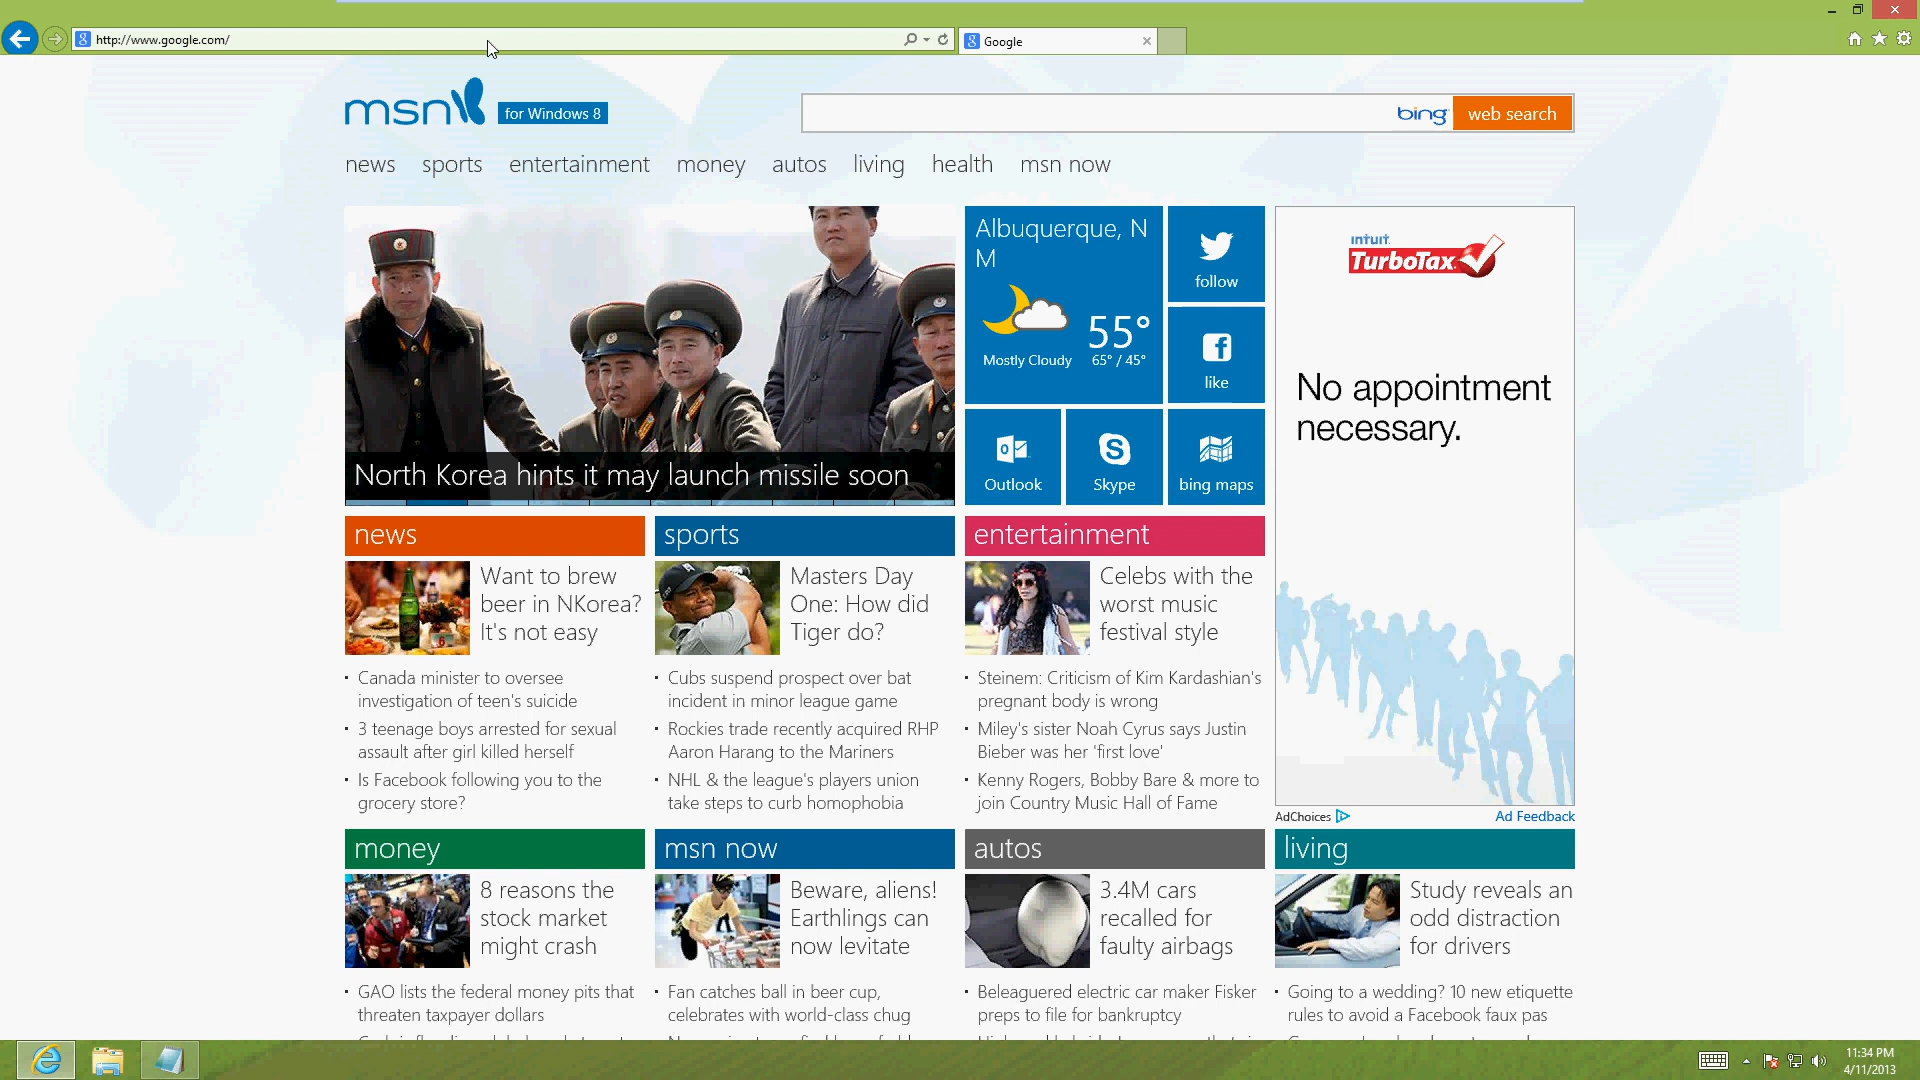 http://www.google.com/
Google
msn for Windows 8
bing web search
news sports entertainment money autos living health msn now
North Korea hints it may launch missile soon
Albuquerque, N
M
55°
Mostly Cloudy 65° / 45°
follow
like
Outlook
Skype
bing maps
intuit
TurboTax
No appointment
necessary.
AdChoices
Ad Feedback
news
Want to brew
beer in NKorea?
It's not easy
Canada minister to oversee
investigation of teen's suicide
3 teenage boys arrested for sexual
assault after girl killed herself
Is Facebook following you to the
grocery store?
sports
Masters Day
One: How did
Tiger do?
Cubs suspend prospect over bat
incident in minor league game
Rockies trade recently acquired RHP
Aaron Harang to the Mariners
NHL & the league's players union
take steps to curb homophobia
entertainment
Celebs with the
worst music
festival style
Steinem: Criticism of Kim Kardashian's
pregnant body is wrong
Miley's sister Noah Cyrus says Justin
Bieber was her 'first love'
Kenny Rogers, Bobby Bare & more to
join Country Music Hall of Fame
money
8 reasons the
stock market
might crash
GAO lists the federal money pits that
threaten taxpayer dollars
msn now
Beware, aliens!
Earthlings can
now levitate
Fan catches ball in beer cup,
celebrates with world-class chug
autos
3.4M cars
recalled for
faulty airbags
Beleaguered electric car maker Fisker
preps to file for bankruptcy
living
Study reveals an
odd distraction
for drivers
Going to a wedding? 10 new etiquette
rules to avoid a Facebook faux pas
11:34 PM
4/11/2013